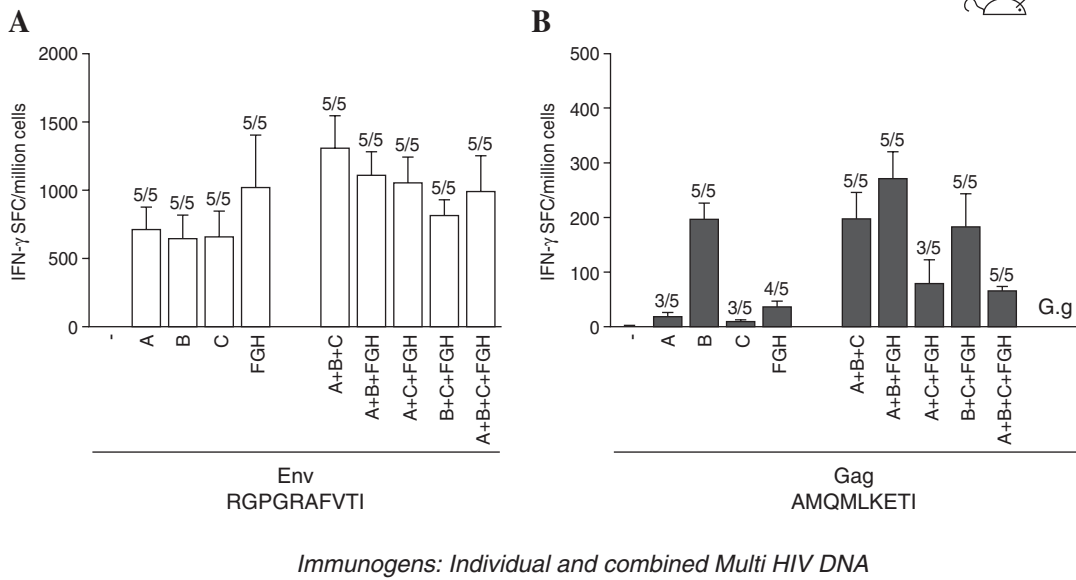 A
2000
1500
1000
500
0
IFN-γ SFC/million cells
5/5
5/5
5/5
5/5
5/5
5/5
5/5
5/5
5/5
-
A
B
C
FGH
A+B+C
A+B+FGH
A+C+FGH
B+C+FGH
A+B+C+FGH
Env
RGPGRAFVTI
B
500
400
300
200
100
0
IFN-γ SFC/million cells
3/5
5/5
3/5
4/5
5/5
5/5
3/5
5/5
5/5
G.g
-
A
B
C
FGH
A+B+C
A+B+FGH
A+C+FGH
B+C+FGH
A+B+C+FGH
Gag
AMQMLKETI
Immunogens: Individual and combined Multi HIV DNA